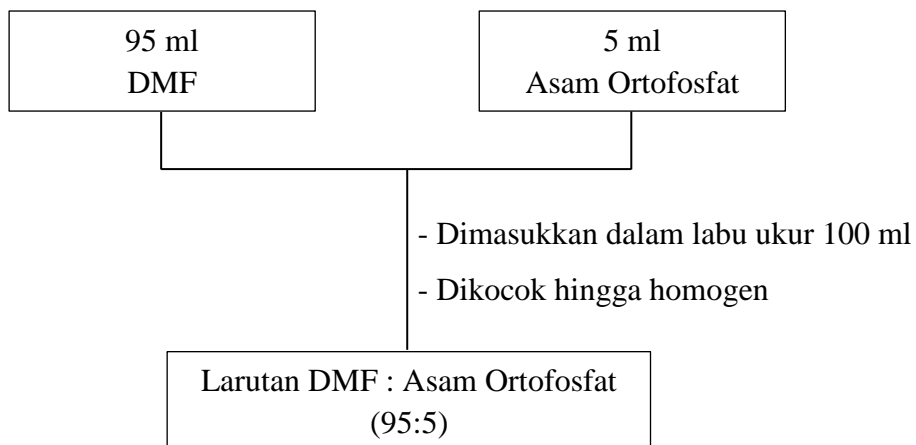 95 ml
DMF
5 ml
Asam Ortofosfat
- Dimasukkan dalam labu ukur 100 ml
- Dikocok hingga homogen
Larutan DMF : Asam Ortofosfat
(95:5)